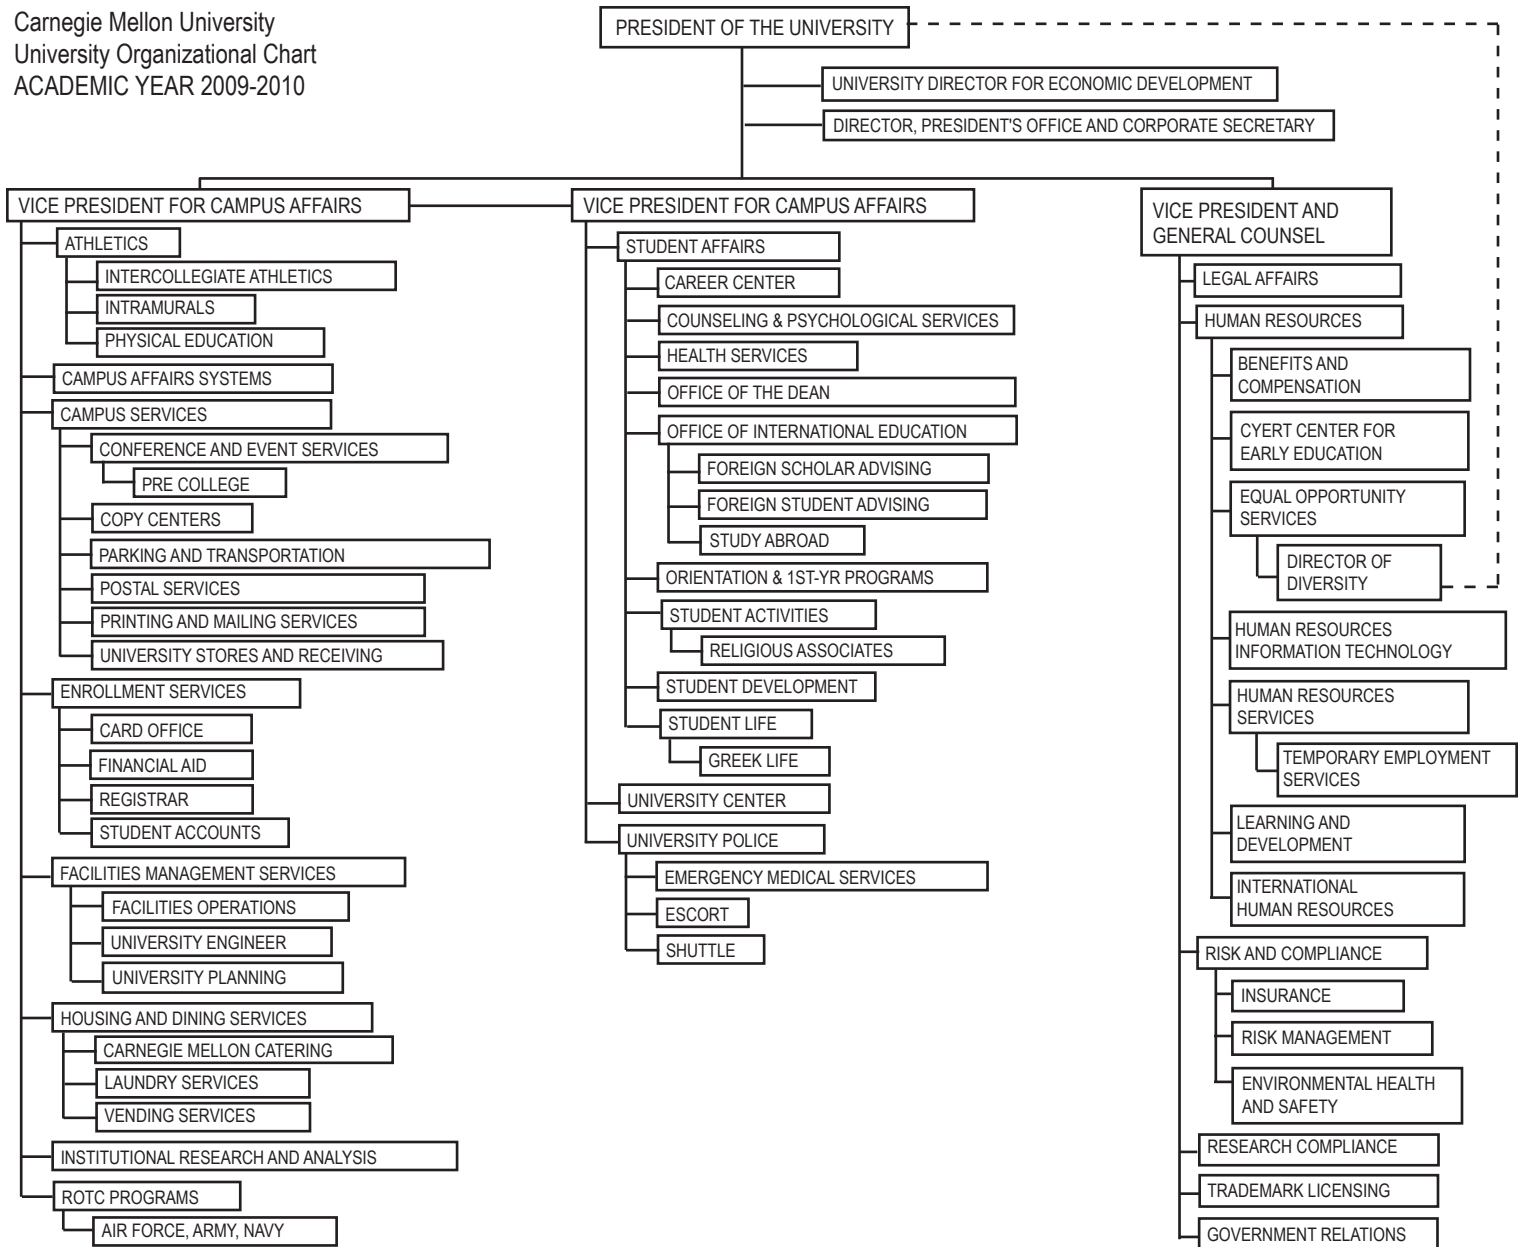 Carnegie Mellon University
University Organizational Chart
ACADEMIC YEAR 2009-2010
PRESIDENT OF THE UNIVERSITY
UNIVERSITY DIRECTOR FOR ECONOMIC DEVELOPMENT
DIRECTOR, PRESIDENT'S OFFICE AND CORPORATE SECRETARY
VICE PRESIDENT FOR CAMPUS AFFAIRS
ATHLETICS
INTERCOLLEGIATE ATHLETICS
INTRAMURALS
PHYSICAL EDUCATION
CAMPUS AFFAIRS SYSTEMS
CAMPUS SERVICES
CONFERENCE AND EVENT SERVICES
PRE COLLEGE
COPY CENTERS
PARKING AND TRANSPORTATION
POSTAL SERVICES
PRINTING AND MAILING SERVICES
UNIVERSITY STORES AND RECEIVING
ENROLLMENT SERVICES
CARD OFFICE
FINANCIAL AID
REGISTRAR
STUDENT ACCOUNTS
FACILITIES MANAGEMENT SERVICES
FACILITIES OPERATIONS
UNIVERSITY ENGINEER
UNIVERSITY PLANNING
HOUSING AND DINING SERVICES
CARNEGIE MELLON CATERING
LAUNDRY SERVICES
VENDING SERVICES
INSTITUTIONAL RESEARCH AND ANALYSIS
ROTC PROGRAMS
AIR FORCE, ARMY, NAVY
VICE PRESIDENT FOR CAMPUS AFFAIRS
STUDENT AFFAIRS
CAREER CENTER
COUNSELING & PSYCHOLOGICAL SERVICES
HEALTH SERVICES
OFFICE OF THE DEAN
OFFICE OF INTERNATIONAL EDUCATION
FOREIGN SCHOLAR ADVISING
FOREIGN STUDENT ADVISING
STUDY ABROAD
ORIENTATION & 1ST-YR PROGRAMS
STUDENT ACTIVITIES
RELIGIOUS ASSOCIATES
STUDENT DEVELOPMENT
STUDENT LIFE
GREEK LIFE
UNIVERSITY CENTER
UNIVERSITY POLICE
EMERGENCY MEDICAL SERVICES
ESCORT
SHUTTLE
VICE PRESIDENT AND
GENERAL COUNSEL
LEGAL AFFAIRS
HUMAN RESOURCES
BENEFITS AND
COMPENSATION
CYERT CENTER FOR
EARLY EDUCATION
EQUAL OPPORTUNITY
SERVICES
DIRECTOR OF
DIVERSITY
HUMAN RESOURCES
INFORMATION TECHNOLOGY
HUMAN RESOURCES
SERVICES
TEMPORARY EMPLOYMENT
SERVICES
LEARNING AND
DEVELOPMENT
INTERNATIONAL
HUMAN RESOURCES
RISK AND COMPLIANCE
INSURANCE
RISK MANAGEMENT
ENVIRONMENTAL HEALTH
AND SAFETY
RESEARCH COMPLIANCE
TRADEMARK LICENSING
GOVERNMENT RELATIONS